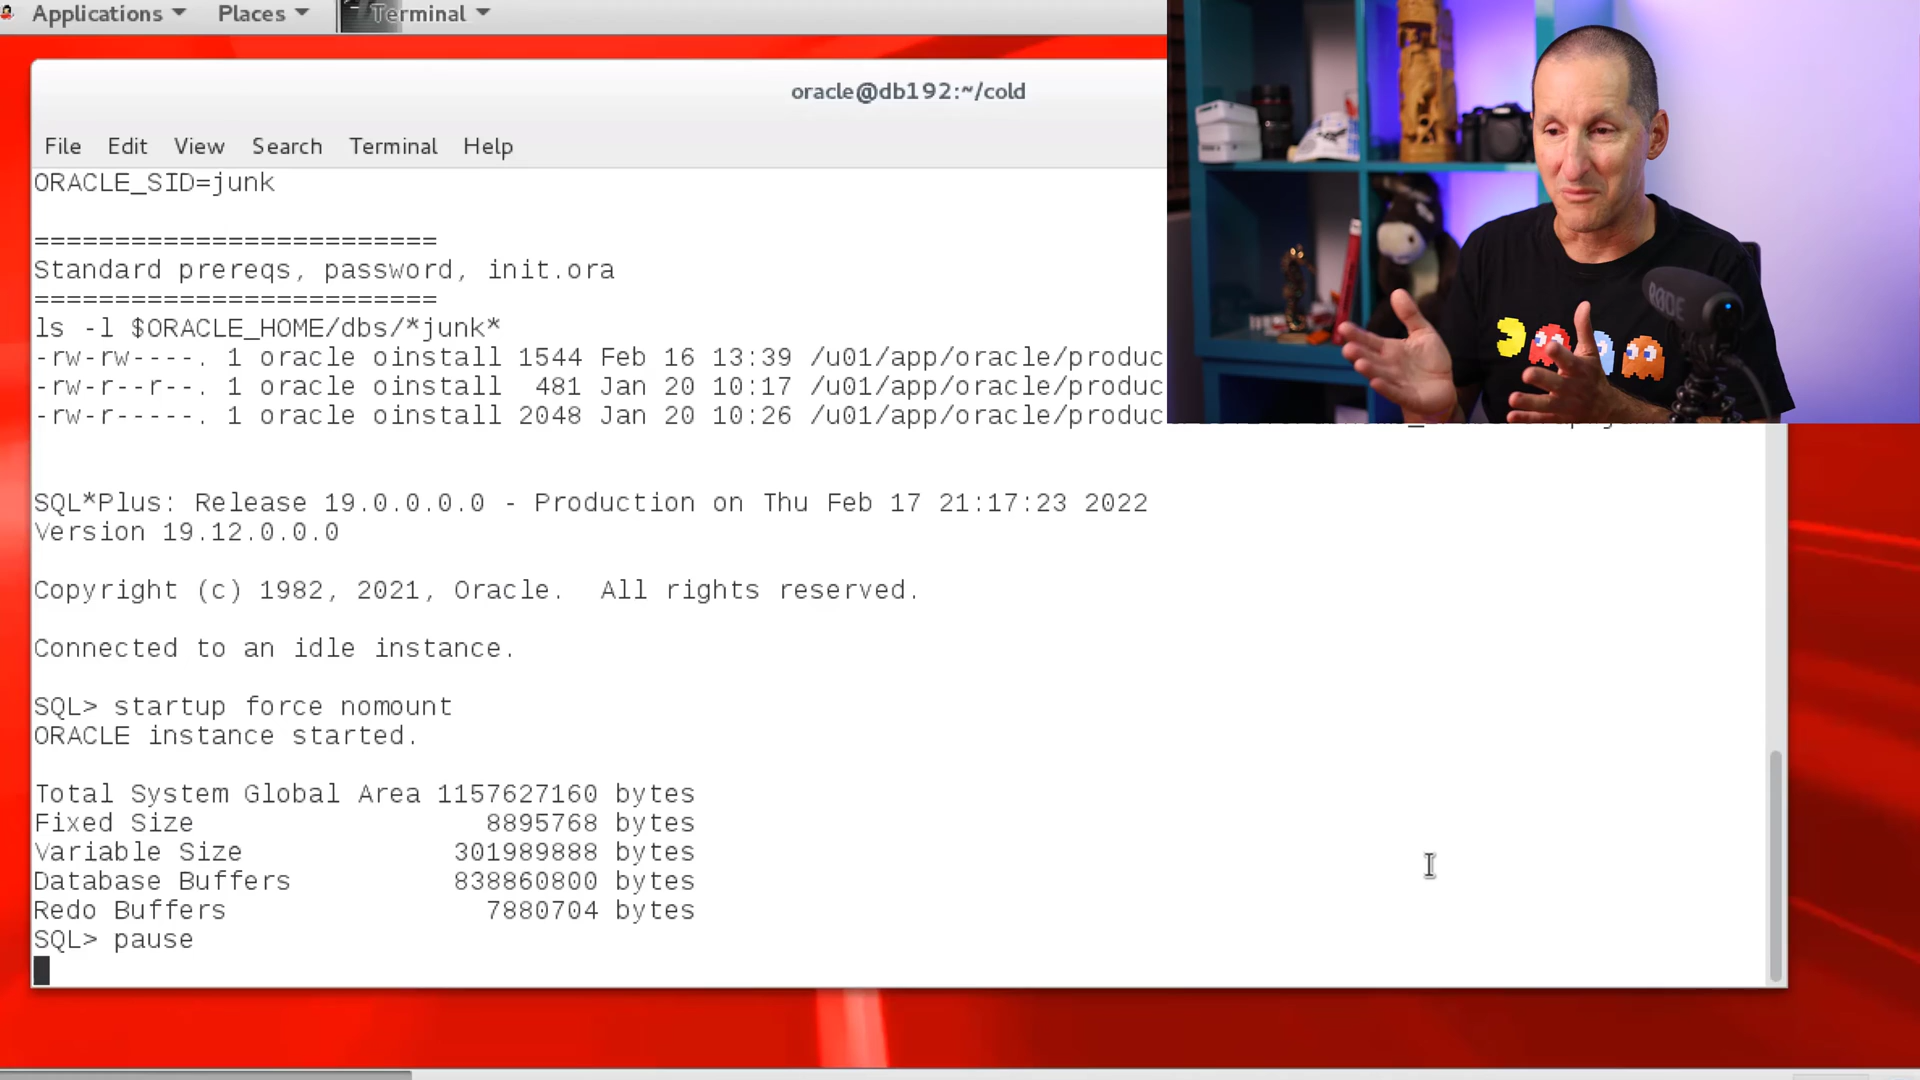 Applications Places Terminal
oracle@db192:~/cold
File Edit View Search Terminal Help
ORACLE_SID=junk
=========================
Standard prereqs, password, init.ora
=========================
ls -l $ORACLE_HOME/dbs/*junk*
-rw-rw----. 1 oracle oinstall 1544 Feb 16 13:39 /u01/app/oracle/produc
-rw-r--r--. 1 oracle oinstall  481 Jan 20 10:17 /u01/app/oracle/produc
-rw-r-----. 1 oracle oinstall 2048 Jan 20 10:26 /u01/app/oracle/produc
SQL*Plus: Release 19.0.0.0.0 - Production on Thu Feb 17 21:17:23 2022
Version 19.12.0.0.0
Copyright (c) 1982, 2021, Oracle.  All rights reserved.
Connected to an idle instance.
SQL> startup force nomount
ORACLE instance started.
Total System Global Area 1157627160 bytes
Fixed Size                  8895768 bytes
Variable Size             301989888 bytes
Database Buffers          838860800 bytes
Redo Buffers                7880704 bytes
SQL> pause
RØDE